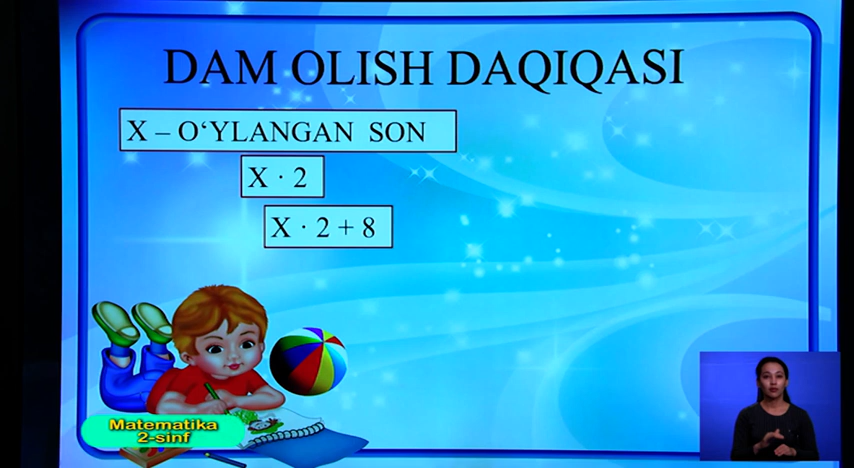 DAM OLISH DAQIQASI
X – O‘YLANGAN SON
X · 2
X · 2 + 8
Matematika
2-sinf